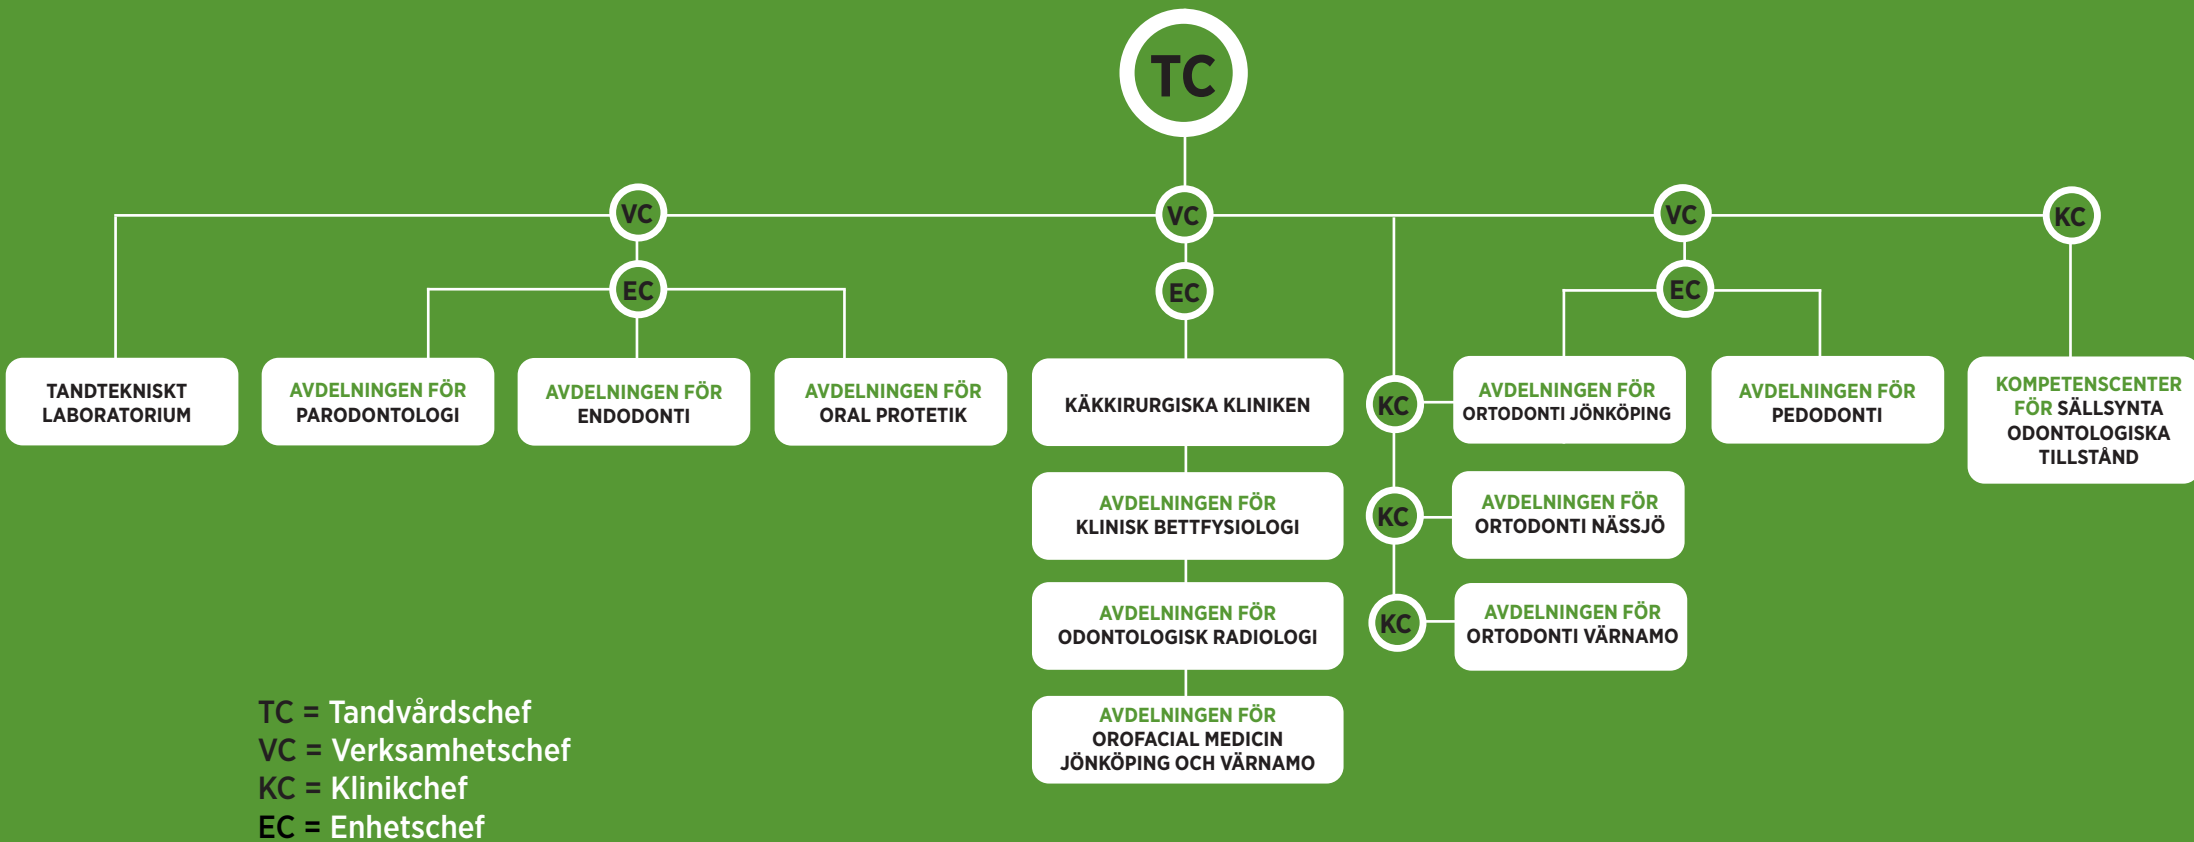 TC
VC
VC
VC
KC
EC
EC
EC
TANDTEKNISKT
LABORATORIUM
AVDELNINGEN FÖR
PARODONTOLOGI
AVDELNINGEN FÖR
ENDODONTI
AVDELNINGEN FÖR
ORAL PROTETIK
KÄKKIRURGISKA KLINIKEN
KC
AVDELNINGEN FÖR
ORTODONTI JÖNKÖPING
AVDELNINGEN FÖR
PEDODONTI
KOMPETENSCENTER
FÖR SÄLLSYNTA
ODONTOLOGISKA
TILLSTÅND
AVDELNINGEN FÖR
KLINISK BETTFYSIOLOGI
KC
AVDELNINGEN FÖR
ORTODONTI NÄSSJÖ
AVDELNINGEN FÖR
ODONTOLOGISK RADIOLOGI
KC
AVDELNINGEN FÖR
ORTODONTI VÄRNAMO
AVDELNINGEN FÖR
OROFACIAL MEDICIN
JÖNKÖPING OCH VÄRNAMO
TC = Tandvårdschef
VC = Verksamhetschef
KC = Klinikchef
EC = Enhetschef